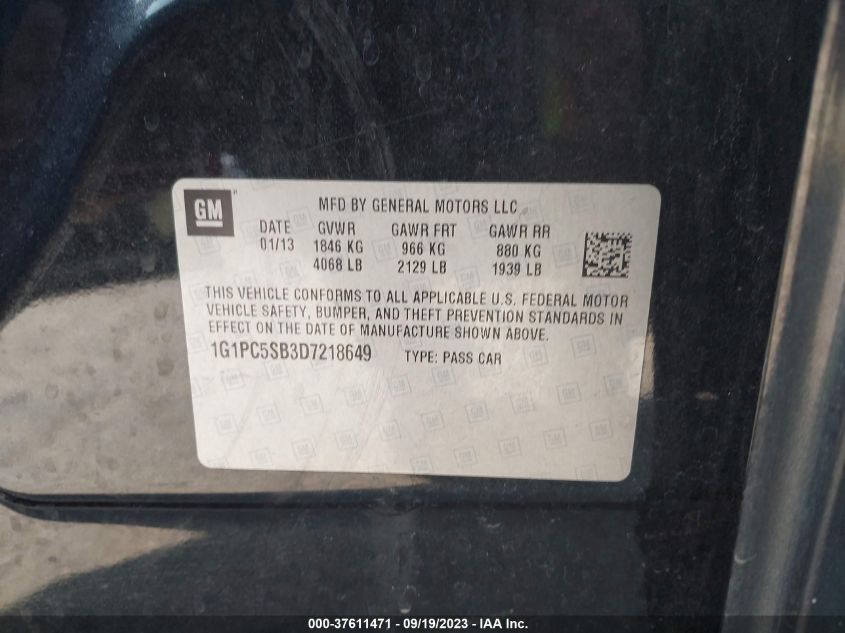 GM
MFD BY GENERAL MOTORS LLC
DATE GVWR GAWR FRT GAWR RR
01/13 1846 KG 966 KG 880 KG
4068 LB 2129 LB 1939 LB
THIS VEHICLE CONFORMS TO ALL APPLICABLE U.S. FEDERAL MOTOR
VEHICLE SAFETY, BUMPER, AND THEFT PREVENTION STANDARDS IN
EFFECT ON THE DATE OF MANUFACTURE SHOWN ABOVE.
1G1PC5SB3D7218649 TYPE: PASS CAR
000-37611471 - 09/19/2023 - IAA Inc.